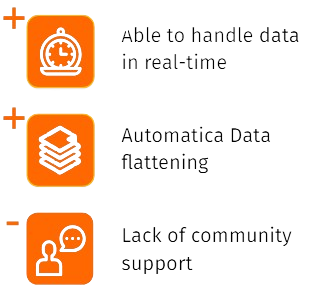 +
Able to handle data
in real-time
+
Automatica Data
flattening
-
Lack of community
support